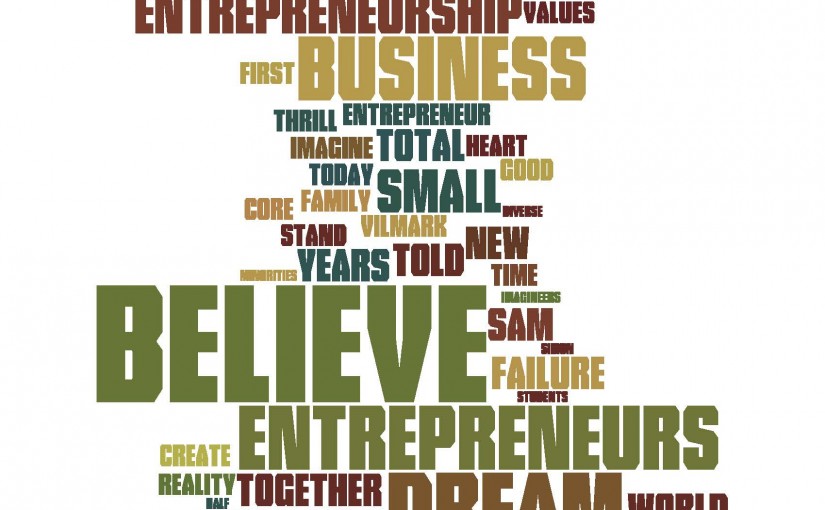 ENTREPRENEURSHIP VALUES
FIRST BUSINESS
THRILL ENTREPRENEUR
IMAGINE TOTAL HEART
TODAY SMALL GOOD
CORE FAMILY DIVERSE
STAND VILMARK NEW
YEARS TOLD
MINORITIES TIME
BELIEVE IMAGINEERS
SAM
SIMON
FAILURE
STUDENTS
ENTREPRENEURS
CREATE
REALITY TOGETHER DREAM WORLD
HALF